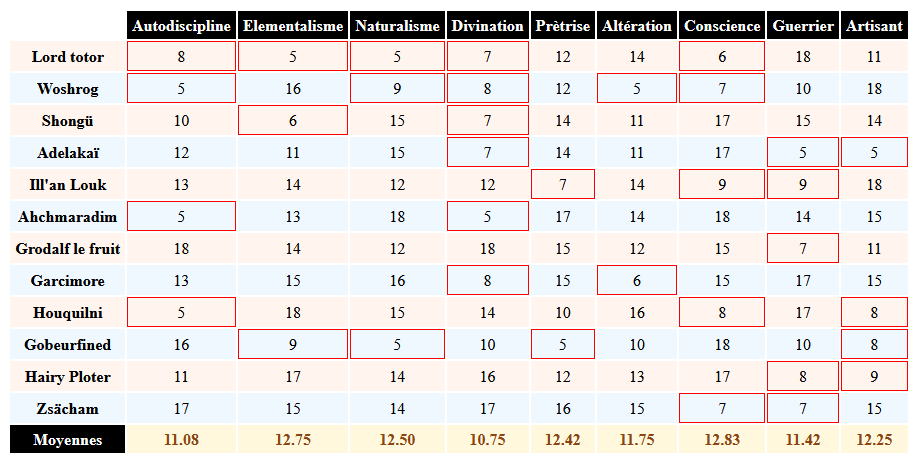 Autodiscipline Elementalisme Naturalisme Divination Prètrise Altération Conscience Guerrier Artisant
Lord totor 8 5 5 7 12 14 6 18 11
Woshrog 5 16 9 8 12 5 7 10 18
Shongü 10 6 15 7 14 11 17 15 14
Adelakaï 12 11 15 7 14 11 17 5 5
Ill'an Louk 13 14 12 12 7 14 9 9 18
Ahchmaradim 5 13 18 5 17 14 18 14 15
Grodalf le fruit 18 14 12 18 15 12 15 7 11
Garcimore 13 15 16 8 15 6 15 17 15
Houquilni 5 18 15 14 10 16 8 17 8
Gobeurfined 16 9 5 10 5 10 18 10 8
Hairy Ploter 11 17 14 16 12 13 17 8 9
Zsächam 17 15 14 17 16 15 7 7 15
Moyennes 11.08 12.75 12.50 10.75 12.42 11.75 12.83 11.42 12.25